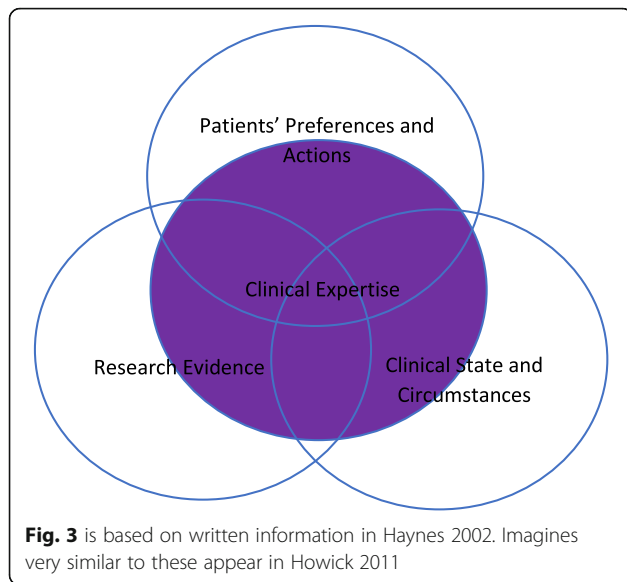 Patients' Preferences and
Actions
Clinical Expertise
Research Evidence
Clinical State and
Circumstances
Fig. 3 is based on written information in Haynes 2002. Imagines
very similar to these appear in Howick 2011